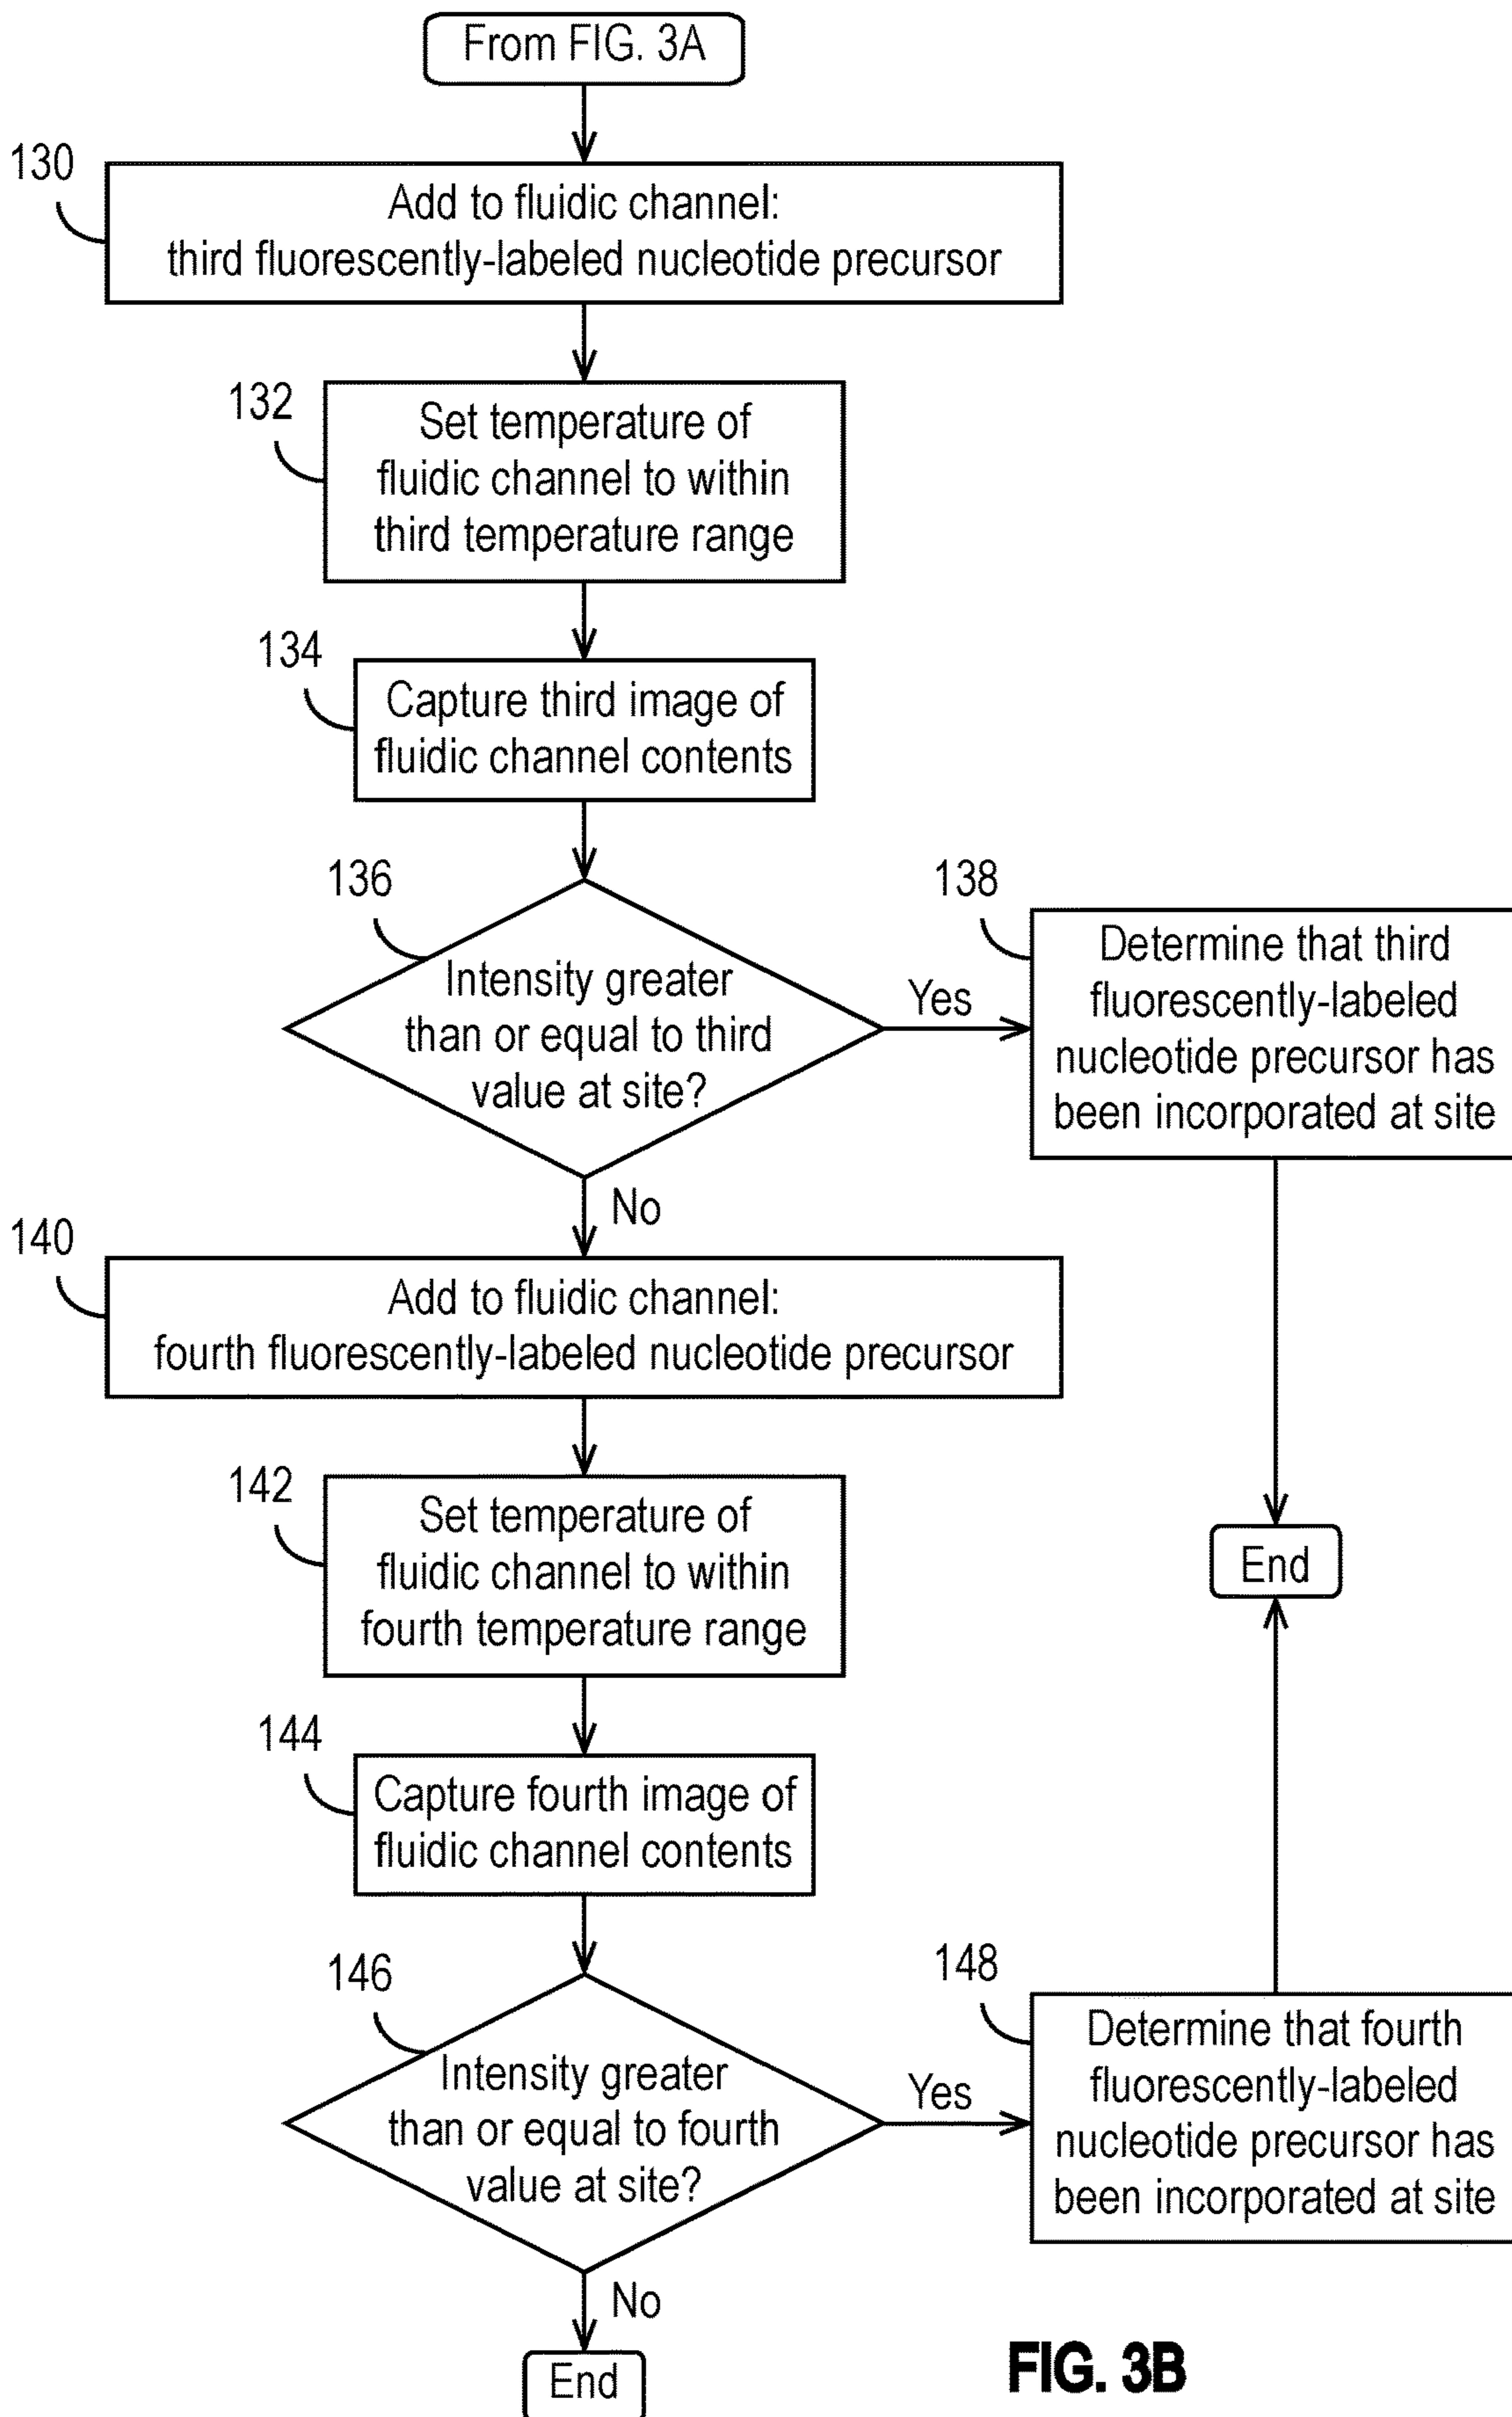 From FIG. 3A
130
Add to fluidic channel:
third fluorescently-labeled nucleotide precursor
132
Set temperature of
fluidic channel to within
third temperature range
134
Capture third image of
fluidic channel contents
136
Intensity greater
than or equal to third
value at site?
Yes
138
Determine that third
fluorescently-labeled
nucleotide precursor has
been incorporated at site
No
140
Add to fluidic channel:
fourth fluorescently-labeled nucleotide precursor
142
Set temperature of
fluidic channel to within
fourth temperature range
End
144
Capture fourth image of
fluidic channel contents
146
Intensity greater
than or equal to fourth
value at site?
Yes
148
Determine that fourth
fluorescently-labeled
nucleotide precursor has
been incorporated at site
No
End
FIG. 3B